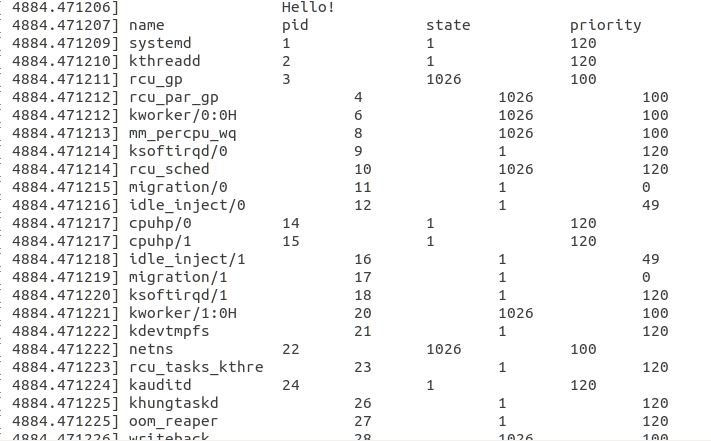 4884.471206] Hello!
4884.471207] name pid state priority
4884.471209] systemd 1 1 120
4884.471210] kthreadd 2 1 120
4884.471211] rcu_gp 3 1026 100
4884.471212] rcu_par_gp 4 1026 100
4884.471212] kworker/0:0H 6 1026 100
4884.471213] mm_percpu_wq 8 1026 100
4884.471214] ksoftirqd/0 9 1 120
4884.471214] rcu_sched 10 1026 120
4884.471215] migration/0 11 1 0
4884.471216] idle_inject/0 12 1 49
4884.471217] cpuhp/0 14 1 120
4884.471217] cpuhp/1 15 1 120
4884.471218] idle_inject/1 16 1 49
4884.471219] migration/1 17 1 0
4884.471220] ksoftirqd/1 18 1 120
4884.471221] kworker/1:0H 20 1026 100
4884.471222] kdevtmpfs 21 1 120
4884.471222] netns 22 1026 100
4884.471223] rcu_tasks_kthre 23 1 120
4884.471224] kauditd 24 1 120
4884.471225] khungtaskd 26 1 120
4884.471225] oom_reaper 27 1 120
4884.471226] writeback 28 1026 100